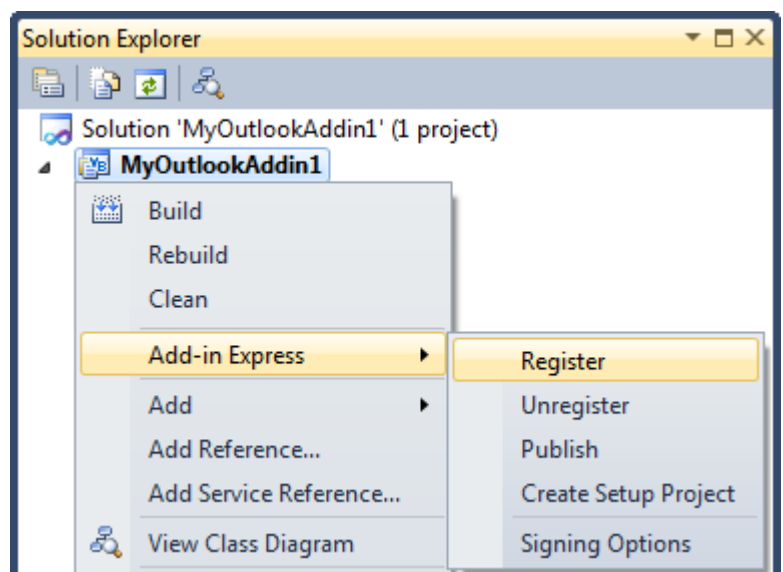 Solution Explorer
Solution 'MyOutlookAddin1' (1 project)
VB MyOutlookAddin1
Build
Rebuild
Clean
Add-in Express
Register
Add
Unregister
Add Reference...
Publish
Add Service Reference...
Create Setup Project
View Class Diagram
Signing Options